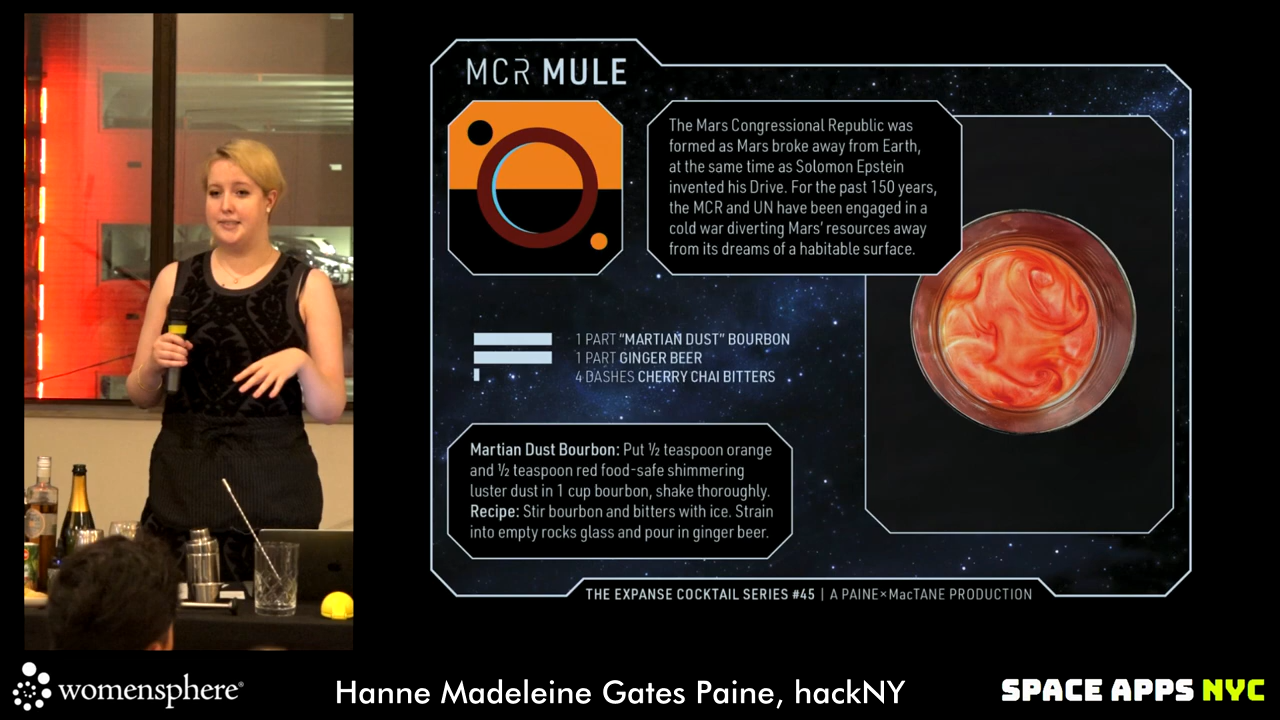 MCR MULE
The Mars Congressional Republic was
formed as Mars broke away from Earth,
at the same time as Solomon Epstein
invented his Drive. For the past 150 years,
the MCR and UN have been engaged in a
cold war diverting Mars' resources away
from its dreams of a habitable surface.
1 PART “MARTIAN DUST” BOURBON
1 PART GINGER BEER
4 DASHES CHERRY CHAI BITTERS
Martian Dust Bourbon: Put ½ teaspoon orange
and ½ teaspoon red food-safe shimmering
luster dust in 1 cup bourbon, shake thoroughly.
Recipe: Stir bourbon and bitters with ice. Strain
into empty rocks glass and pour in ginger beer.
THE EXPANSE COCKTAIL SERIES #45 | A PAINE×MacTANE PRODUCTION
womensphere®
Hanne Madeleine Gates Paine, hackNY
SPACE APPS NYC